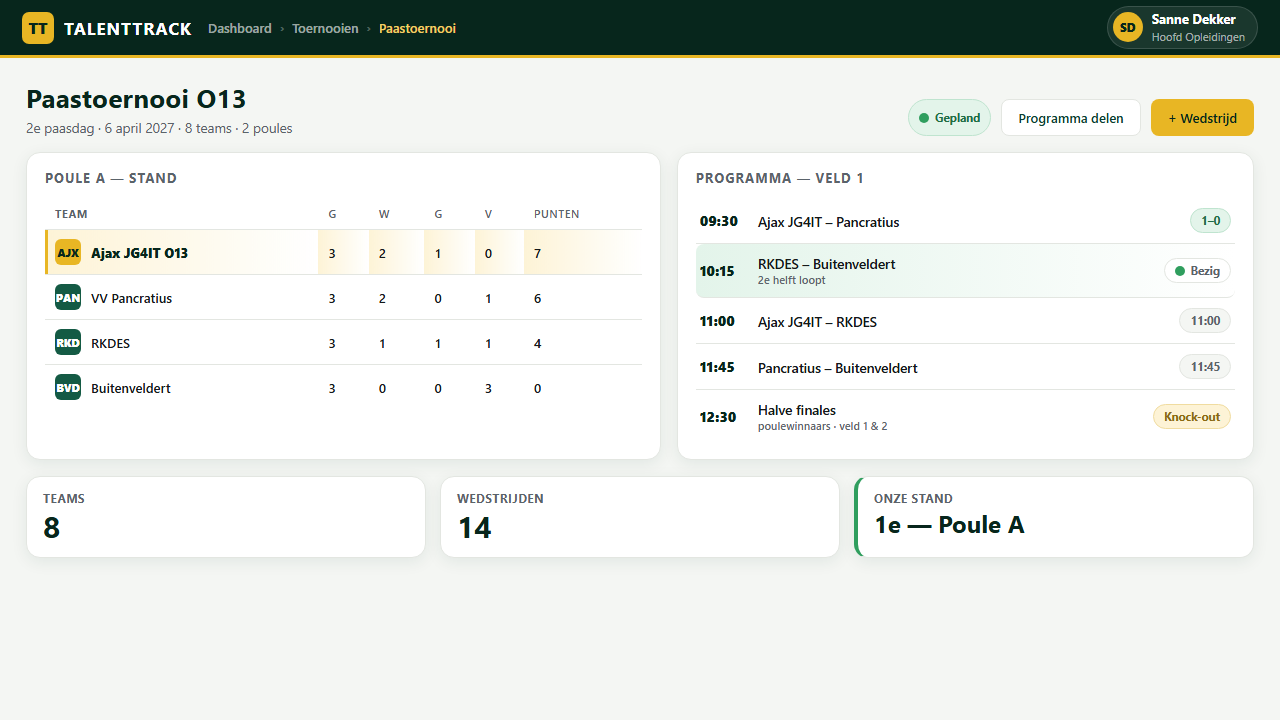 TT TALENTTRACK Dashboard › Toernooien › Paastoernooi
SD Sanne Dekker
Hoofd Opleidingen
Paastoernooi O13
2e paasdag · 6 april 2027 · 8 teams · 2 poules
Gepland
Programma delen
+ Wedstrijd
POULE A — STAND
TEAM G W G V PUNTEN
AJX Ajax JG4IT O13 3 2 1 0 7
PAN VV Pancratius 3 2 0 1 6
RKD RKDES 3 1 1 1 4
BVD Buitenveldert 3 0 0 3 0
PROGRAMMA — VELD 1
09:30 Ajax JG4IT – Pancratius 1–0
10:15 RKDES – Buitenveldert Bezig
2e helft loopt
11:00 Ajax JG4IT – RKDES 11:00
11:45 Pancratius – Buitenveldert 11:45
12:30 Halve finales Knock-out
poulewinnaars · veld 1 & 2
TEAMS
8
WEDSTRIJDEN
14
ONZE STAND
1e — Poule A